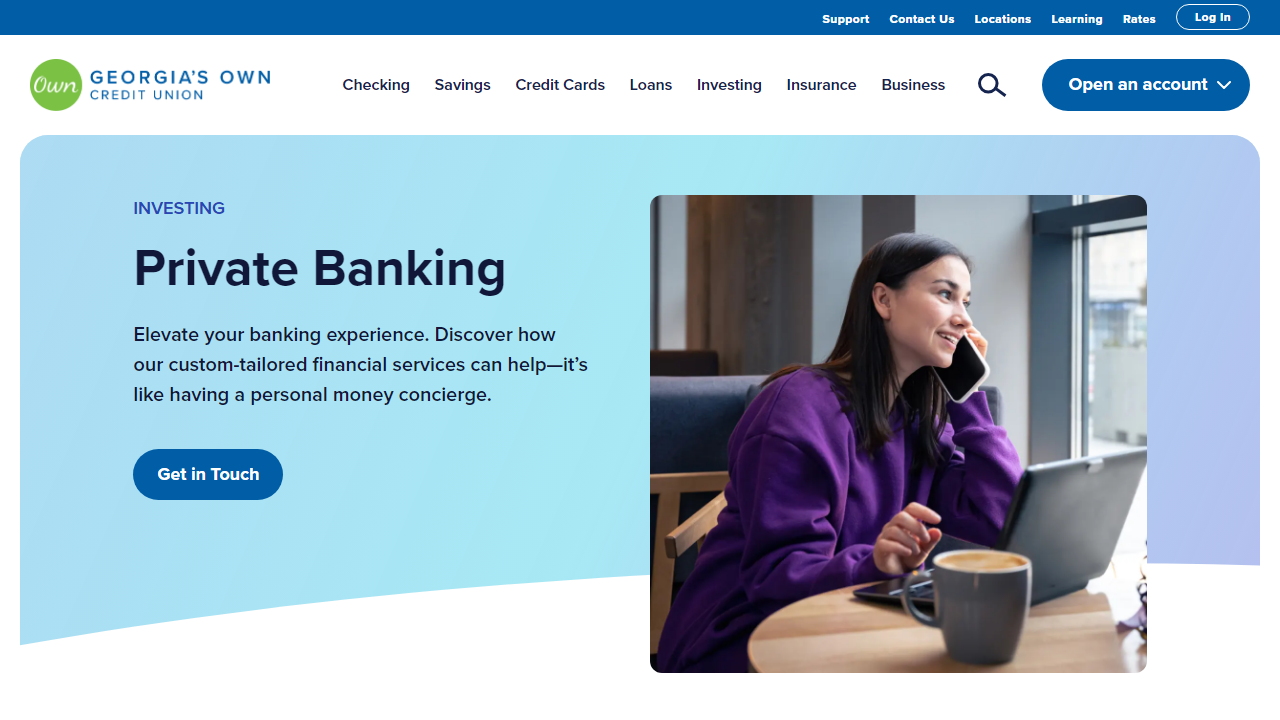 Support Contact Us Locations Learning Rates Log In
Own GEORGIA'S OWN
CREDIT UNION
Checking Savings Credit Cards Loans Investing Insurance Business Open an account
INVESTING
Private Banking
Elevate your banking experience. Discover how
our custom-tailored financial services can help—it’s
like having a personal money concierge.
Get in Touch